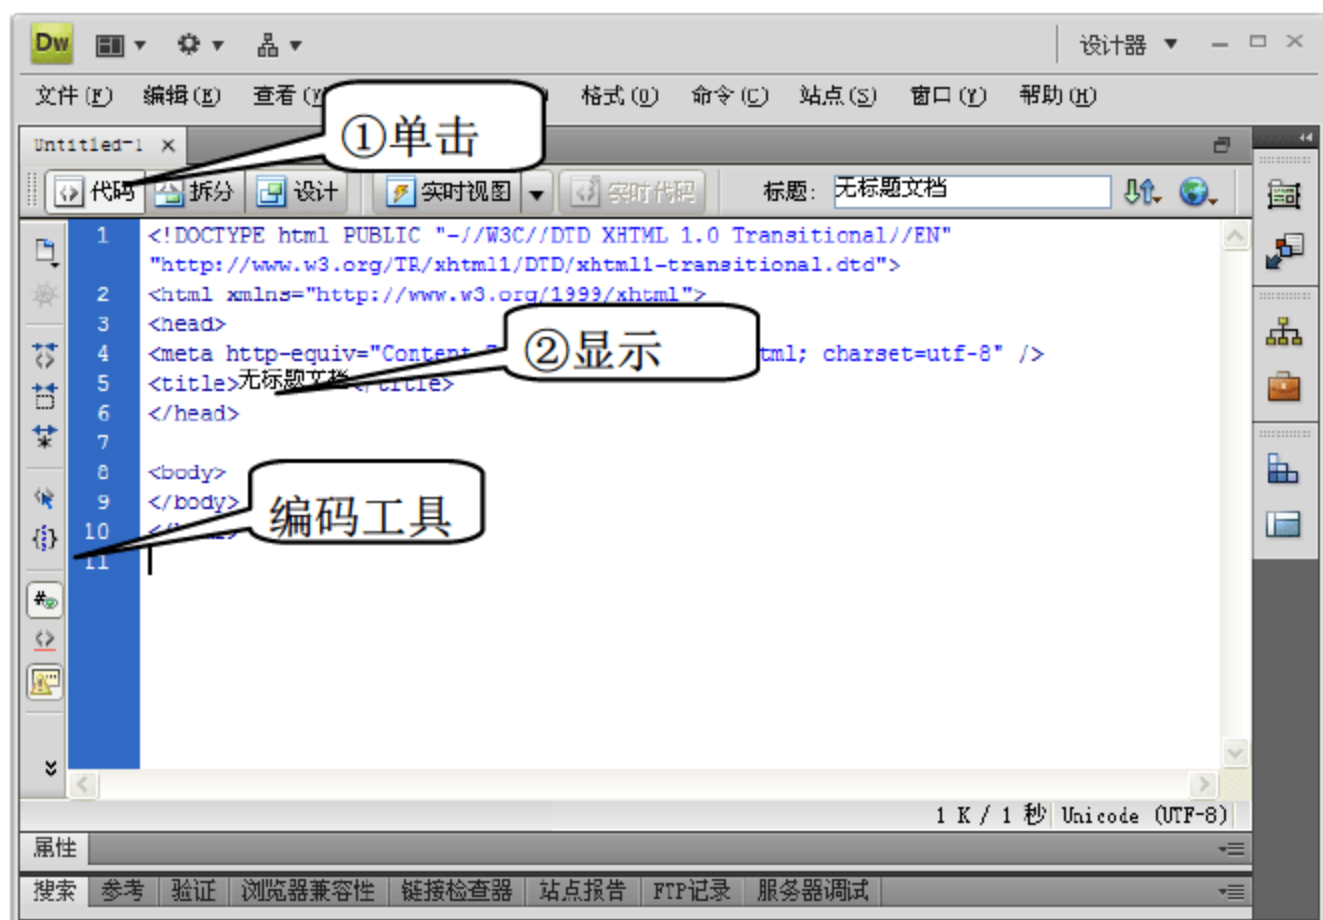 Dw
设计器
文件(F) 编辑(E) 查看(V 格式(O) 命令(C) 站点(S) 窗口(W) 帮助(H)
①单击
Untitled-1
代码 拆分 设计 实时视图 实时代码 标题: 无标题文档
1 <!DOCTYPE html PUBLIC "-//W3C//DTD XHTML 1.0 Transitional//EN"
"http://www.w3.org/TR/xhtml1/DTD/xhtml1-transitional.dtd">
2 <html xmlns="http://www.w3.org/1999/xhtml">
3 <head>
②显示
4 <meta http-equiv="Content- tml; charset=utf-8" />
5 <title>无标题文档</title>
6 </head>
7
8 <body>
9 </body>
编码工具
10
11
1 K / 1 秒 Unicode (UTF-8)
属性
搜索 参考 验证 浏览器兼容性 链接检查器 站点报告 FTP记录 服务器调试